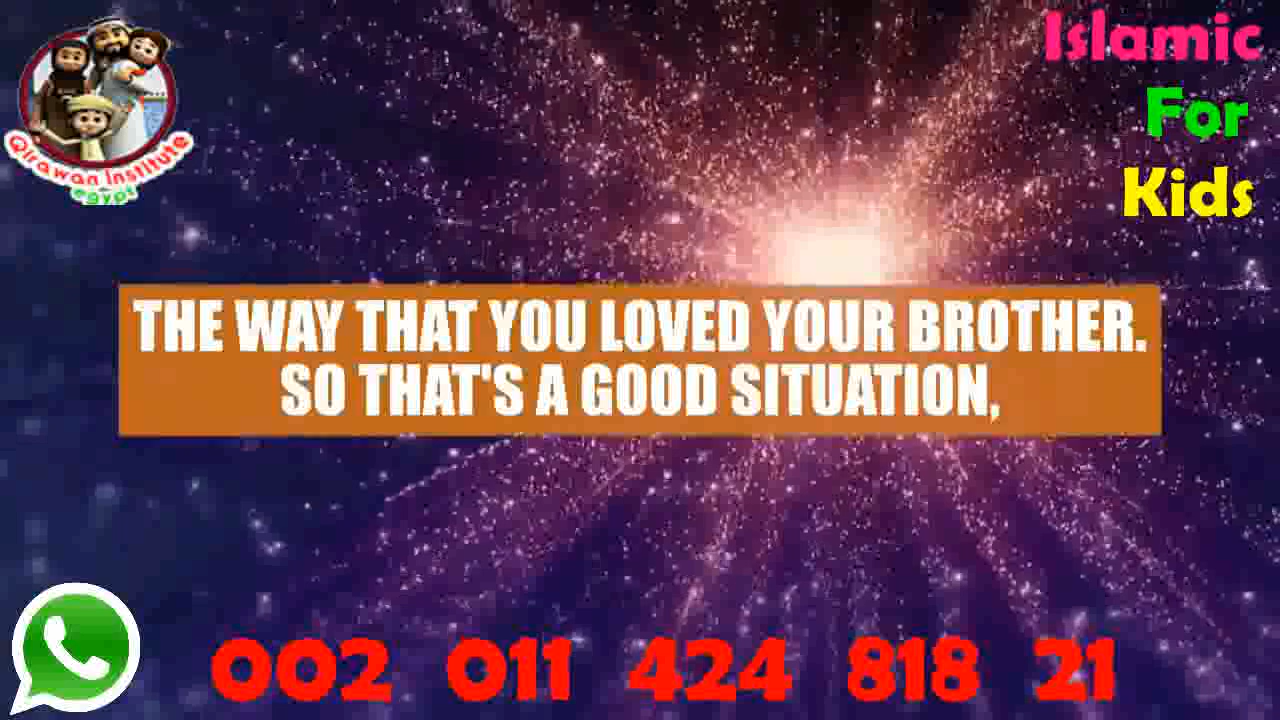 Islamic
For
Kids
Qirawan Institute
egypt
THE WAY THAT YOU LOVED YOUR BROTHER.
SO THAT'S A GOOD SITUATION,
002 011 424 818 21